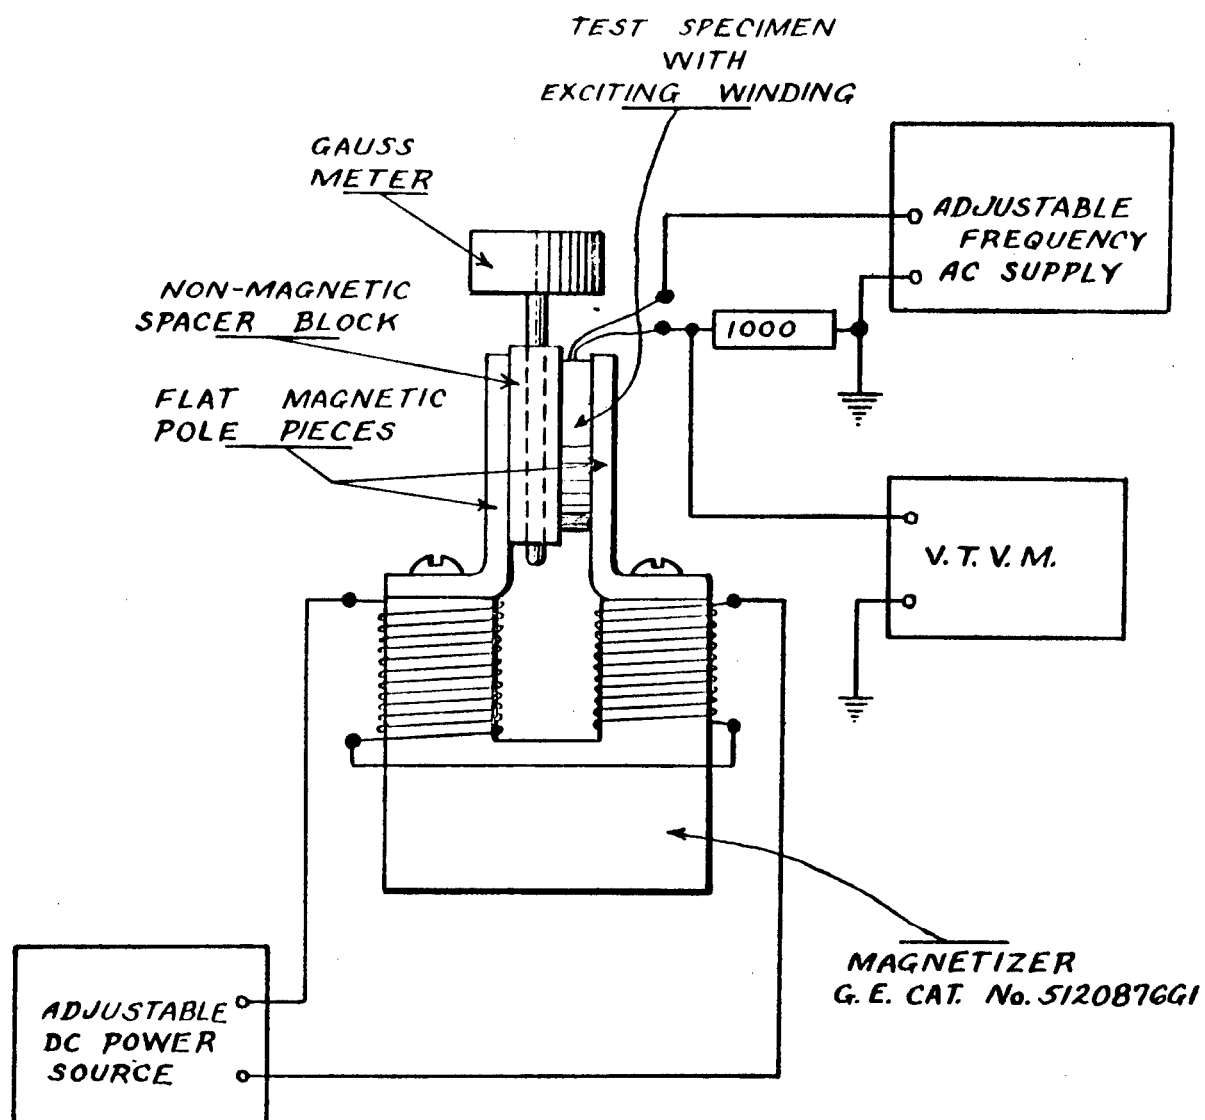 TEST SPECIMEN
WITH
EXCITING WINDING
GAUSS
METER
ADJUSTABLE
FREQUENCY
AC SUPPLY
NON-MAGNETIC
SPACER BLOCK
1000
FLAT MAGNETIC
POLE PIECES
V.T.V.M.
MAGNETIZER
G.E. CAT. No. 5120876G1
ADJUSTABLE
DC POWER
SOURCE